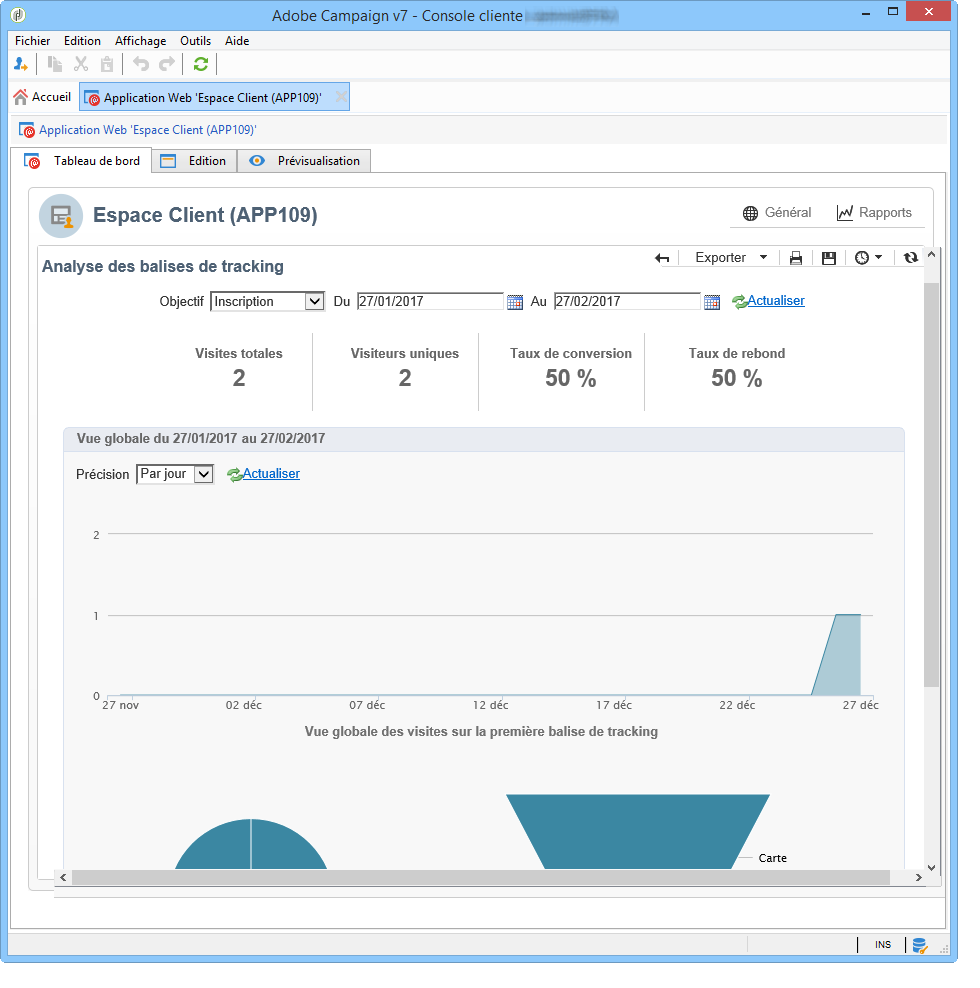 Adobe Campaign v7 - Console cliente
Fichier Edition Affichage Outils Aide
Accueil Application Web 'Espace Client (APP109)'
Application Web 'Espace Client (APP109)'
Tableau de bord Edition Prévisualisation
Espace Client (APP109) Général Rapports
Analyse des balises de tracking Exporter
Objectif Inscription Du 27/01/2017 Au 27/02/2017 Actualiser
Visites totales Visiteurs uniques Taux de conversion Taux de rebond
2 2 50 % 50 %
Vue globale du 27/01/2017 au 27/02/2017
Précision Par jour Actualiser
2
1
0
27 nov 02 déc 07 déc 12 déc 17 déc 22 déc 27 déc
Vue globale des visites sur la première balise de tracking
Carte
INS